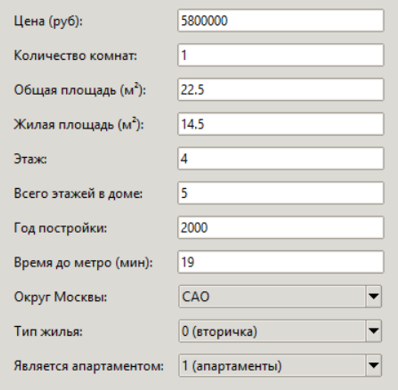 Цена (руб): 5800000
Количество комнат: 1
Общая площадь (м²): 22.5
Жилая площадь (м²): 14.5
Этаж: 4
Всего этажей в доме: 5
Год постройки: 2000
Время до метро (мин): 19
Округ Москвы: САО
Тип жилья: 0 (вторичка)
Является апартаментом: 1 (апартаменты)